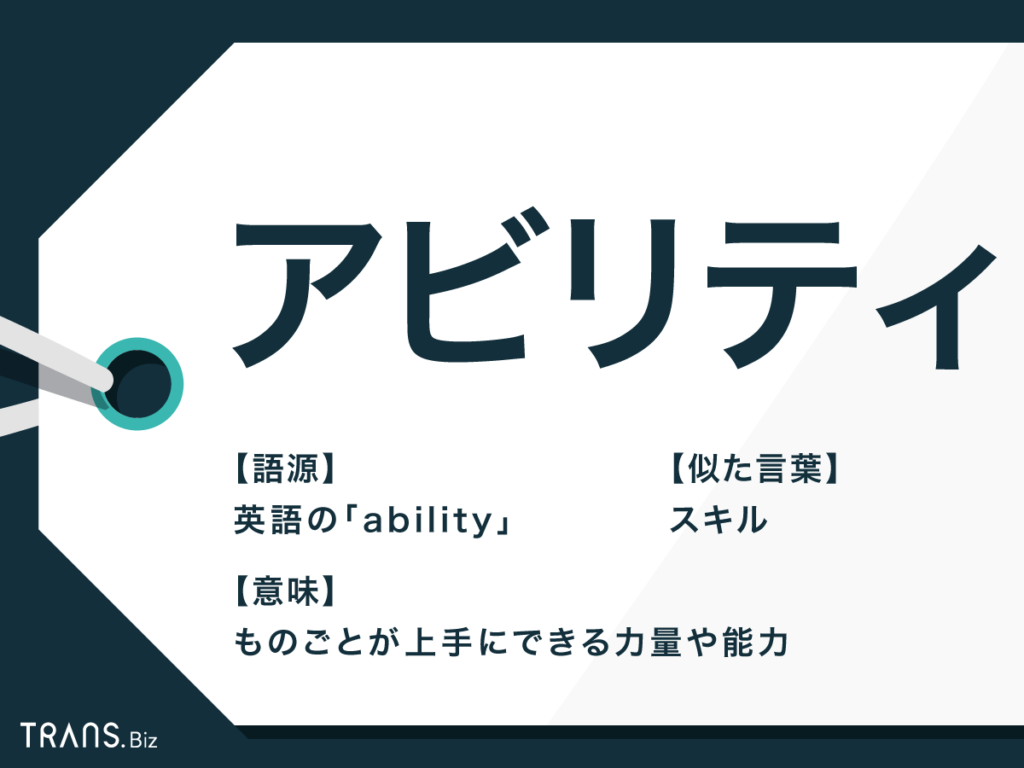 アビリティ
【語源】
英語の「ability」
【似た言葉】
スキル
【意味】
ものごとが上手にできる力量や能力
TRANS.Biz